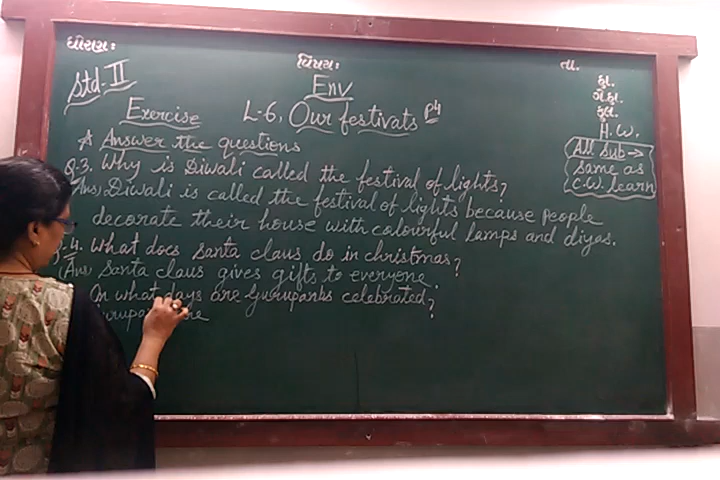 ધોરણ:
વિષય:
તા.
Std. II
Env
Exercise L-6, Our festivals P4
A Answer the questions
Q.3. Why is Diwali called the festival of lights?
Ans) Diwali is called the festival of lights because people
decorate their house with colourful lamps and diyas.
Q.4. What does Santa claus do in christmas?
(Ans Santa claus gives gifts to everyone.
On what days are Gurupurabs celebrated?
H.W.
All Sub→
Same as
C.W. learn